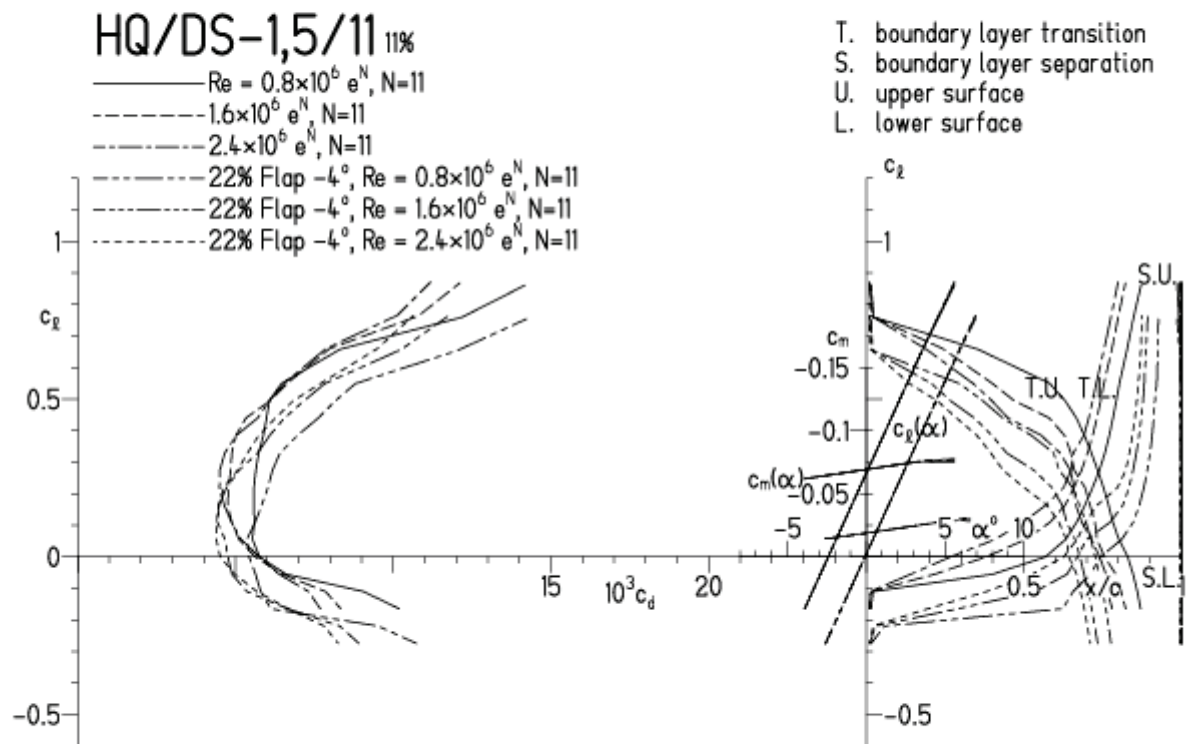 HQ/DS-1,5/11 11%
Re = 0.8×10⁶ eᴺ, N=11
1.6×10⁶ eᴺ, N=11
2.4×10⁶ eᴺ, N=11
22% Flap -4°, Re = 0.8×10⁶ eᴺ, N=11
22% Flap -4°, Re = 1.6×10⁶ eᴺ, N=11
22% Flap -4°, Re = 2.4×10⁶ eᴺ, N=11
T. boundary layer transition
S. boundary layer separation
U. upper surface
L. lower surface
1
cℓ
0.5
0
-0.5
15
10³c_d
20
cℓ
1
S.U.
c_m
-0.15
T.U.
T.L.
-0.1
cℓ(α)
c_m(α)
-0.05
-5
5
α°
10
0.5
x/c
S.L.
1
-0.5